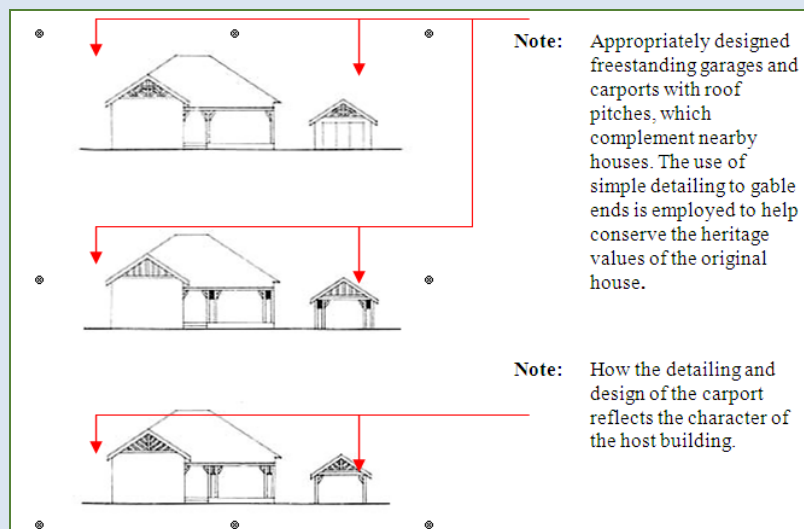 Note: Appropriately designed
freestanding garages and
carports with roof
pitches, which
complement nearby
houses. The use of
simple detailing to gable
ends is employed to help
conserve the heritage
values of the original
house.
Note: How the detailing and
design of the carport
reflects the character of
the host building.